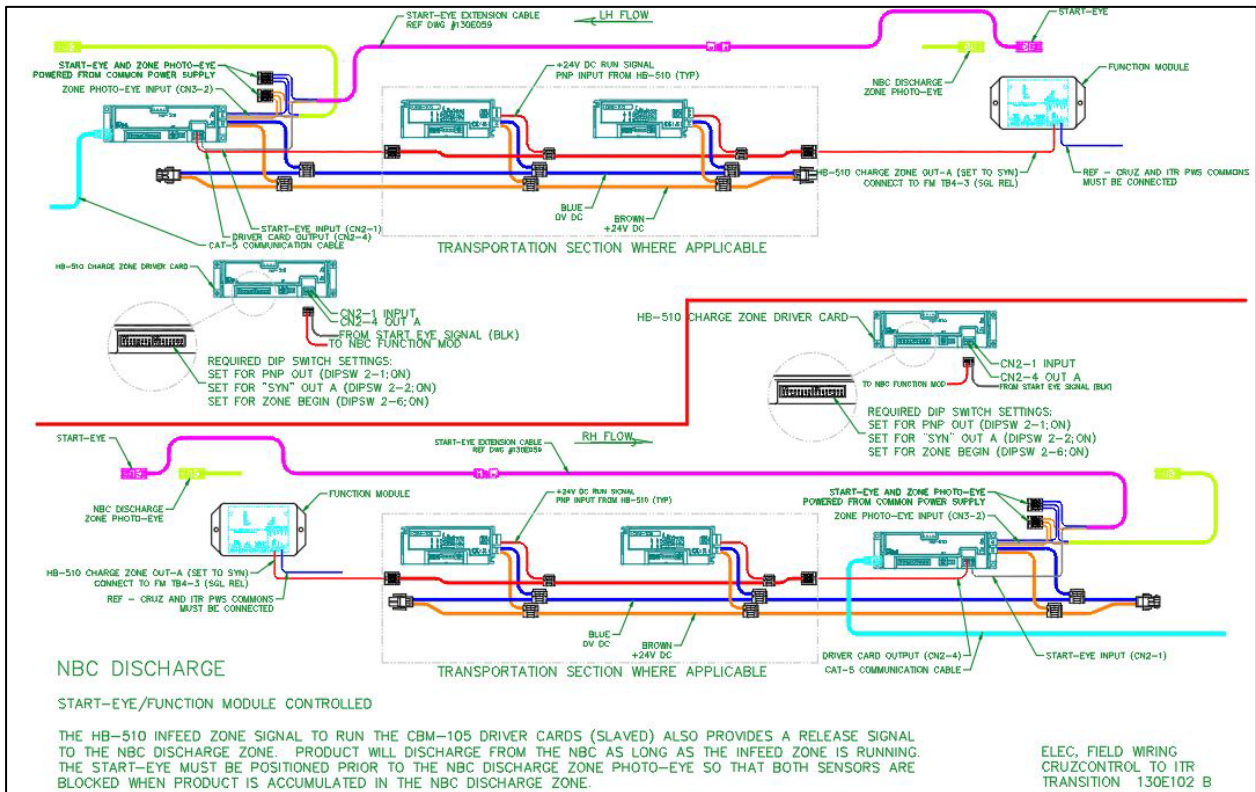 START-EYE EXTENSION CABLE
REF DWG #130E059
LH FLOW
START-EYE
START-EYE AND ZONE PHOTO-EYE
POWERED FROM COMMON POWER SUPPLY
ZONE PHOTO-EYE INPUT (CN3-2)
+24V DC RUN SIGNAL
PNP INPUT FROM HB-510 (TYP)
NBC DISCHARGE
ZONE PHOTO-EYE
FUNCTION MODULE
HB-510 CHARGE ZONE OUT-A (SET TO SYN)
CONNECT TO FM TB4-3 (SGL REL)
REF - CRUZ AND ITR PWS COMMONS
MUST BE CONNECTED
BLUE
0V DC
BROWN
+24V DC
START-EYE INPUT (CN2-1)
DRIVER CARD OUTPUT (CN2-4)
CAT-5 COMMUNICATION CABLE
TRANSPORTATION SECTION WHERE APPLICABLE
HB-510 CHARGE ZONE DRIVER CARD
CN2-1 INPUT
CN2-4 OUT A
FROM START EYE SIGNAL (BLK)
TO NBC FUNCTION MOD
REQUIRED DIP SWITCH SETTINGS:
SET FOR PNP OUT (DIPSW 2-1;ON)
SET FOR "SYN" OUT A (DIPSW 2-2;ON)
SET FOR ZONE BEGIN (DIPSW 2-6;ON)
HB-510 CHARGE ZONE DRIVER CARD
CN2-1 INPUT
CN2-4 OUT A
TO NBC FUNCTION MOD
FROM START EYE SIGNAL (BLK)
REQUIRED DIP SWITCH SETTINGS:
SET FOR PNP OUT (DIPSW 2-1;ON)
SET FOR "SYN" OUT A (DIPSW 2-2;ON)
SET FOR ZONE BEGIN (DIPSW 2-6;ON)
START-EYE
START-EYE EXTENSION CABLE
REF DWG #130E059
RH FLOW
NBC DISCHARGE
ZONE PHOTO-EYE
FUNCTION MODULE
+24V DC RUN SIGNAL
PNP INPUT FROM HB-510 (TYP)
START-EYE AND ZONE PHOTO-EYE
POWERED FROM COMMON POWER SUPPLY
ZONE PHOTO-EYE INPUT (CN3-2)
HB-510 CHARGE ZONE OUT-A (SET TO SYN)
CONNECT TO FM TB4-3 (SGL REL)
REF - CRUZ AND ITR PWS COMMONS
MUST BE CONNECTED
BLUE
0V DC
BROWN
+24V DC
DRIVER CARD OUTPUT (CN2-4)
CAT-5 COMMUNICATION CABLE
START-EYE INPUT (CN2-1)
TRANSPORTATION SECTION WHERE APPLICABLE
NBC DISCHARGE
START-EYE/FUNCTION MODULE CONTROLLED
THE HB-510 INFEED ZONE SIGNAL TO RUN THE CBM-105 DRIVER CARDS (SLAVED) ALSO PROVIDES A RELEASE SIGNAL
TO THE NBC DISCHARGE ZONE. PRODUCT WILL DISCHARGE FROM THE NBC AS LONG AS THE INFEED ZONE IS RUNNING.
THE START-EYE MUST BE POSITIONED PRIOR TO THE NBC DISCHARGE ZONE PHOTO-EYE SO THAT BOTH SENSORS ARE
BLOCKED WHEN PRODUCT IS ACCUMULATED IN THE NBC DISCHARGE ZONE.
ELEC, FIELD WIRING
CRUZCONTROL TO ITR
TRANSITION 130E102 B